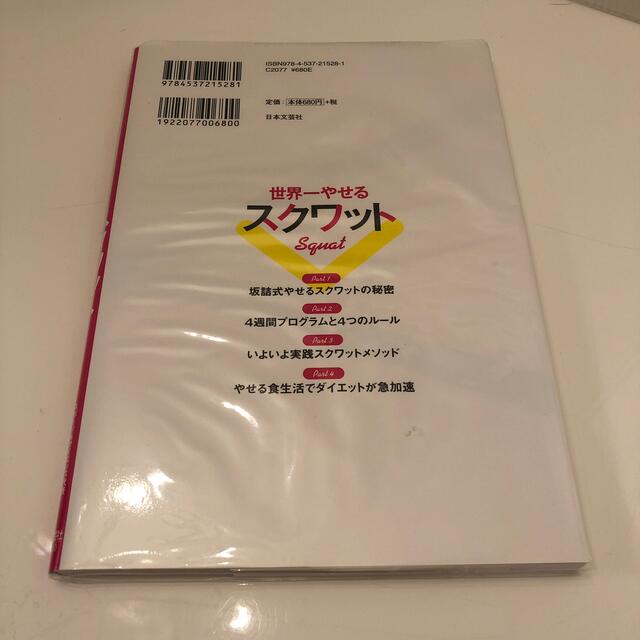 ISBN978-4-537-21528-1
C2077 ¥680E
9784537215281
定価：本体680円+税
1922077006800
日本文芸社
世界一やせる
スクワット
Squat
Part 1
坂詰式やせるスクワットの秘密
Part 2
4週間プログラムと4つのルール
Part 3
いよいよ実践スクワットメソッド
Part 4
やせる食生活でダイエットが急加速